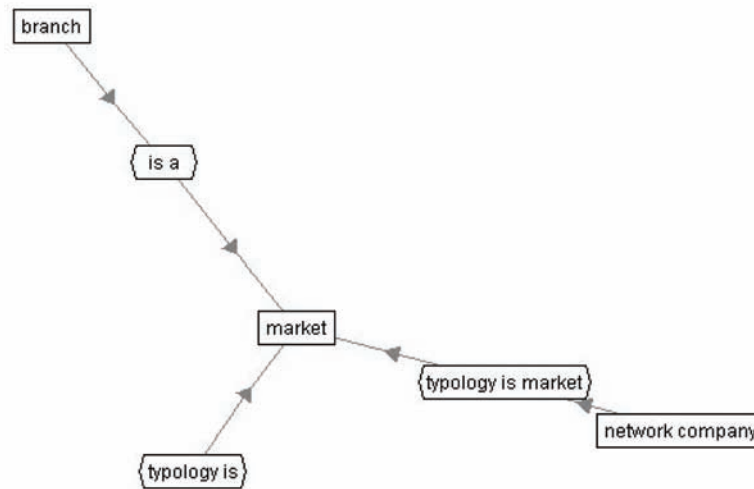 branch
is a
market
typology is market
network company
typology is